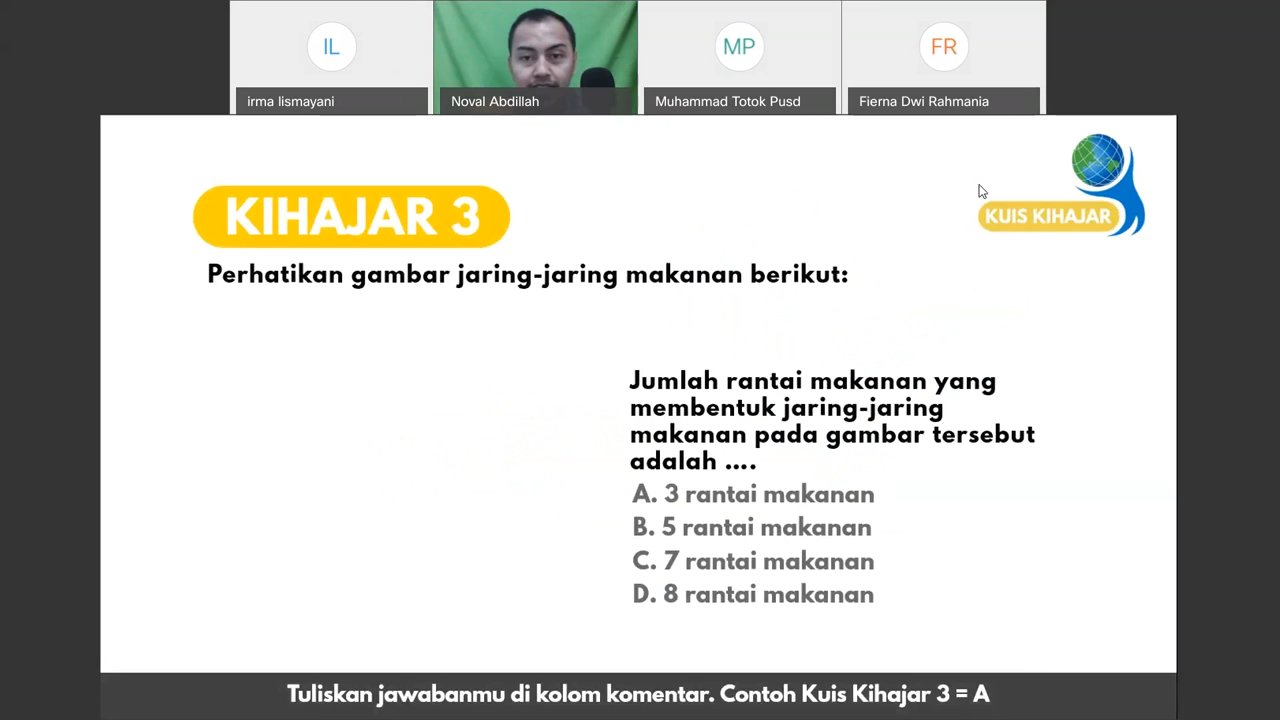 IL
MP
FR
irma lismayani
Noval Abdillah
Muhammad Totok Pusd
Fierna Dwi Rahmania
KIHAJAR 3
KUIS KIHAJAR
Perhatikan gambar jaring-jaring makanan berikut:
Jumlah rantai makanan yang
membentuk jaring-jaring
makanan pada gambar tersebut
adalah ....
A. 3 rantai makanan
B. 5 rantai makanan
C. 7 rantai makanan
D. 8 rantai makanan
Tuliskan jawabanmu di kolom komentar. Contoh Kuis Kihajar 3 = A